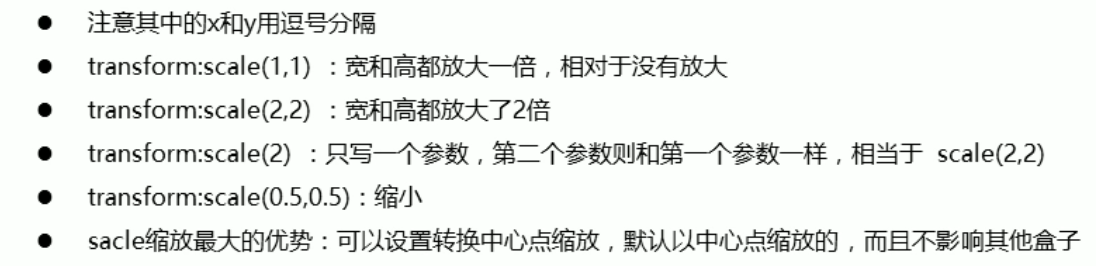 ● 注意其中的x和y用逗号分隔
● transform:scale(1,1) ：宽和高都放大一倍，相对于没有放大
● transform:scale(2,2) ：宽和高都放大了2倍
● transform:scale(2) ：只写一个参数，第二个参数则和第一个参数一样，相当于 scale(2,2)
● transform:scale(0.5,0.5)：缩小
● sacle缩放最大的优势：可以设置转换中心点缩放，默认以中心点缩放的，而且不影响其他盒子